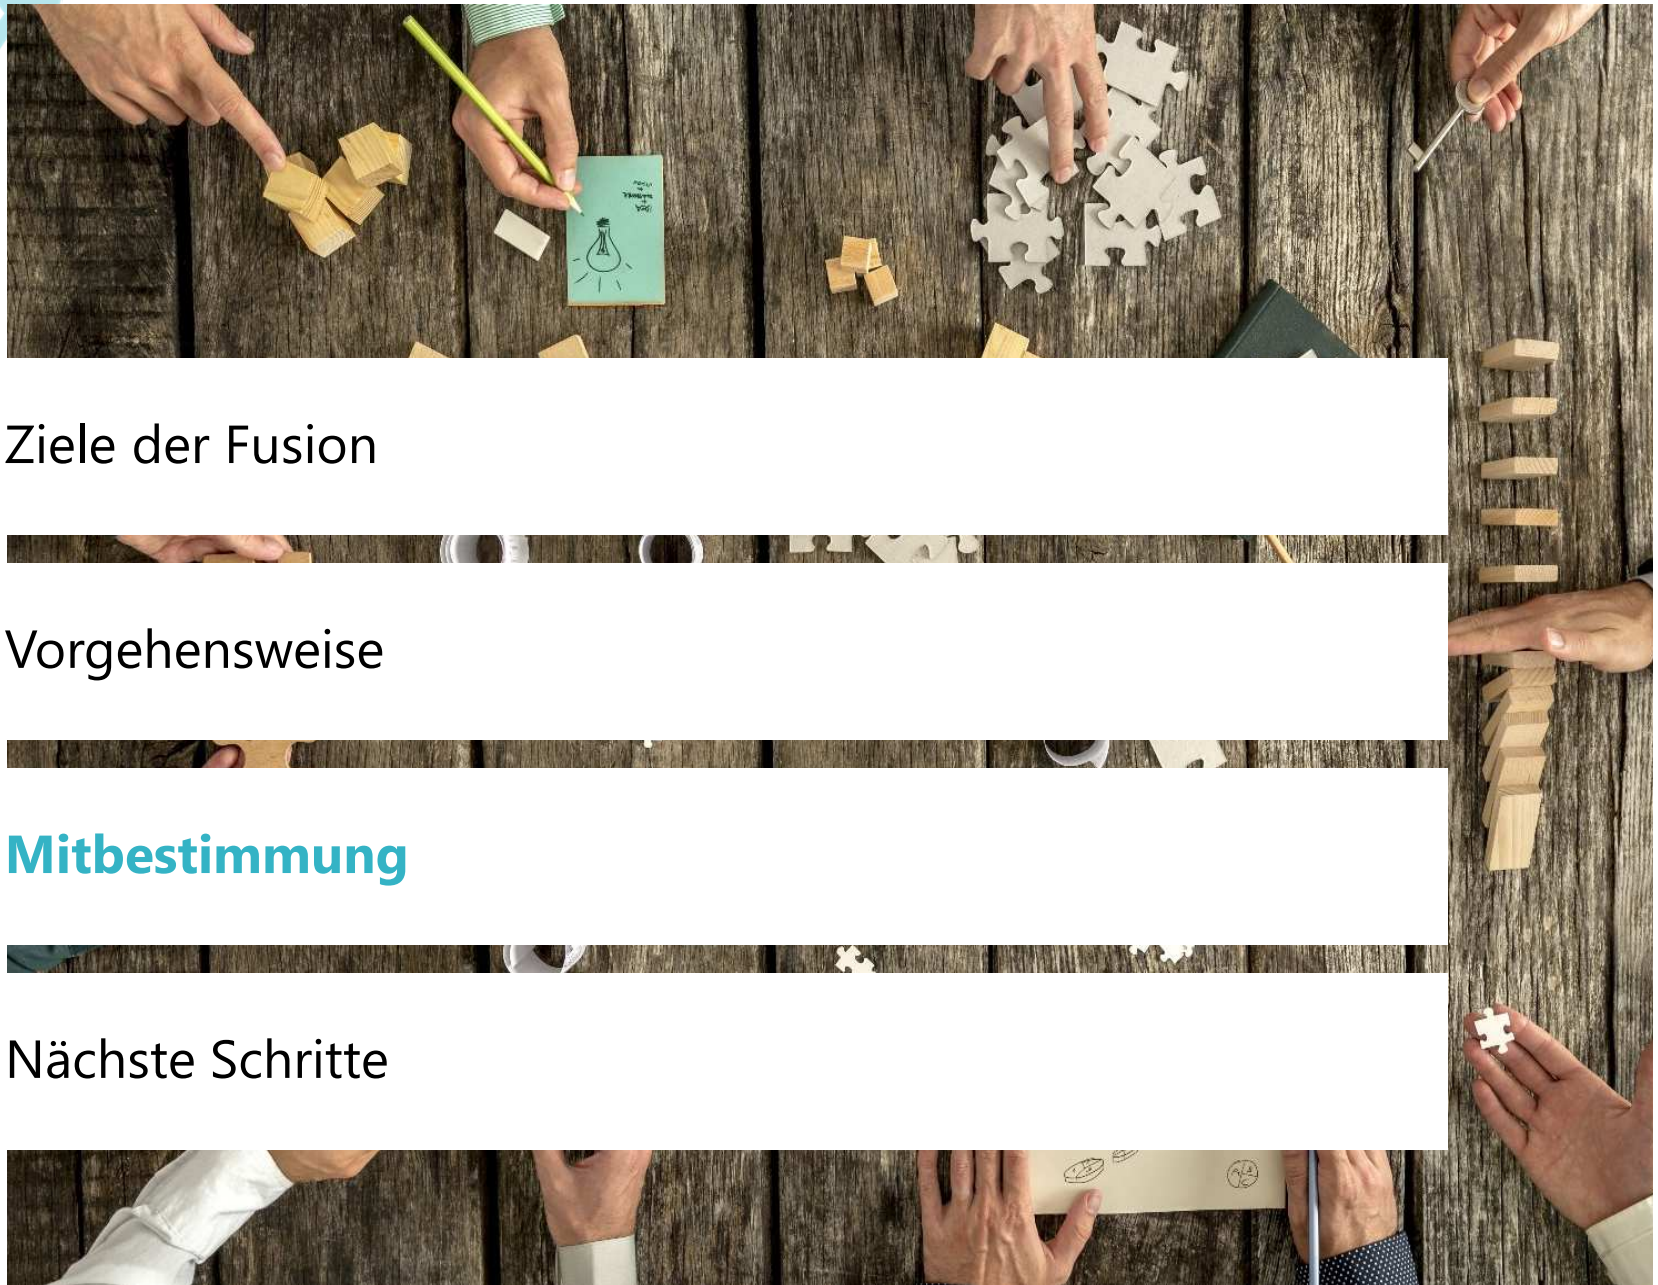 Ziele der Fusion
Vorgehensweise
Mitbestimmung
Nächste Schritte